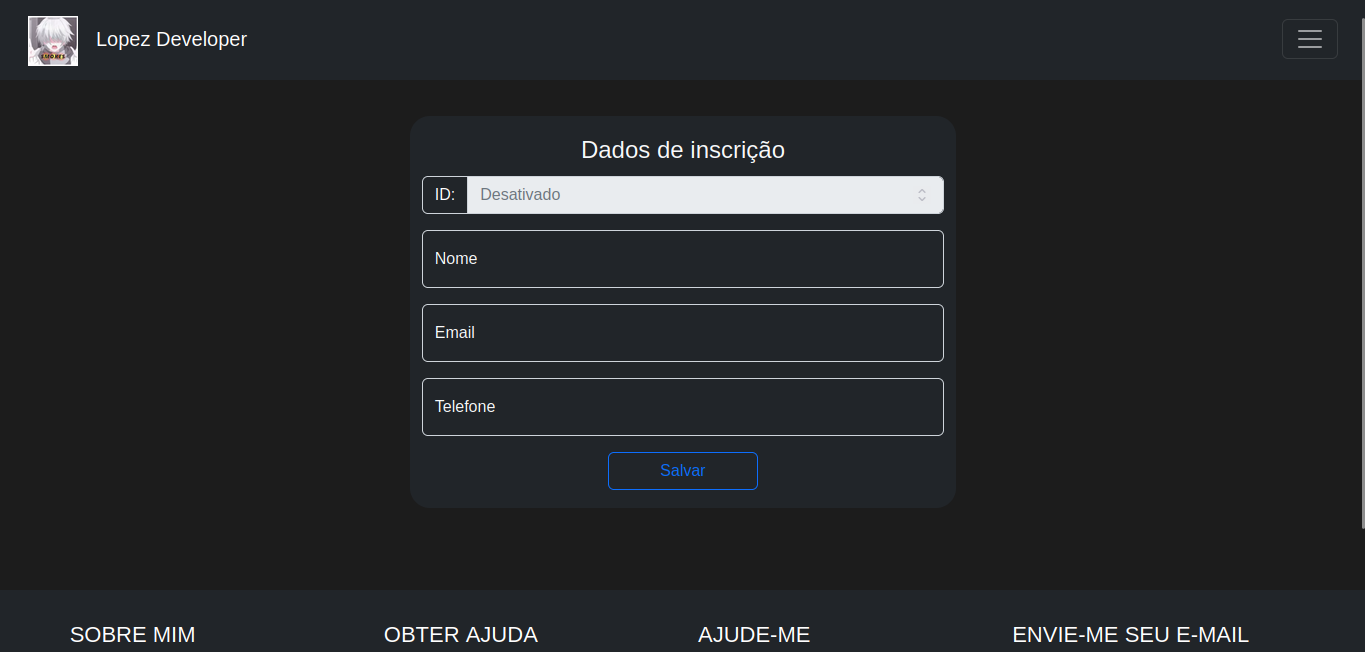 Lopez Developer
Dados de inscrição
ID: Desativado
Nome
Email
Telefone
Salvar
SOBRE MIM OBTER AJUDA AJUDE-ME ENVIE-ME SEU E-MAIL